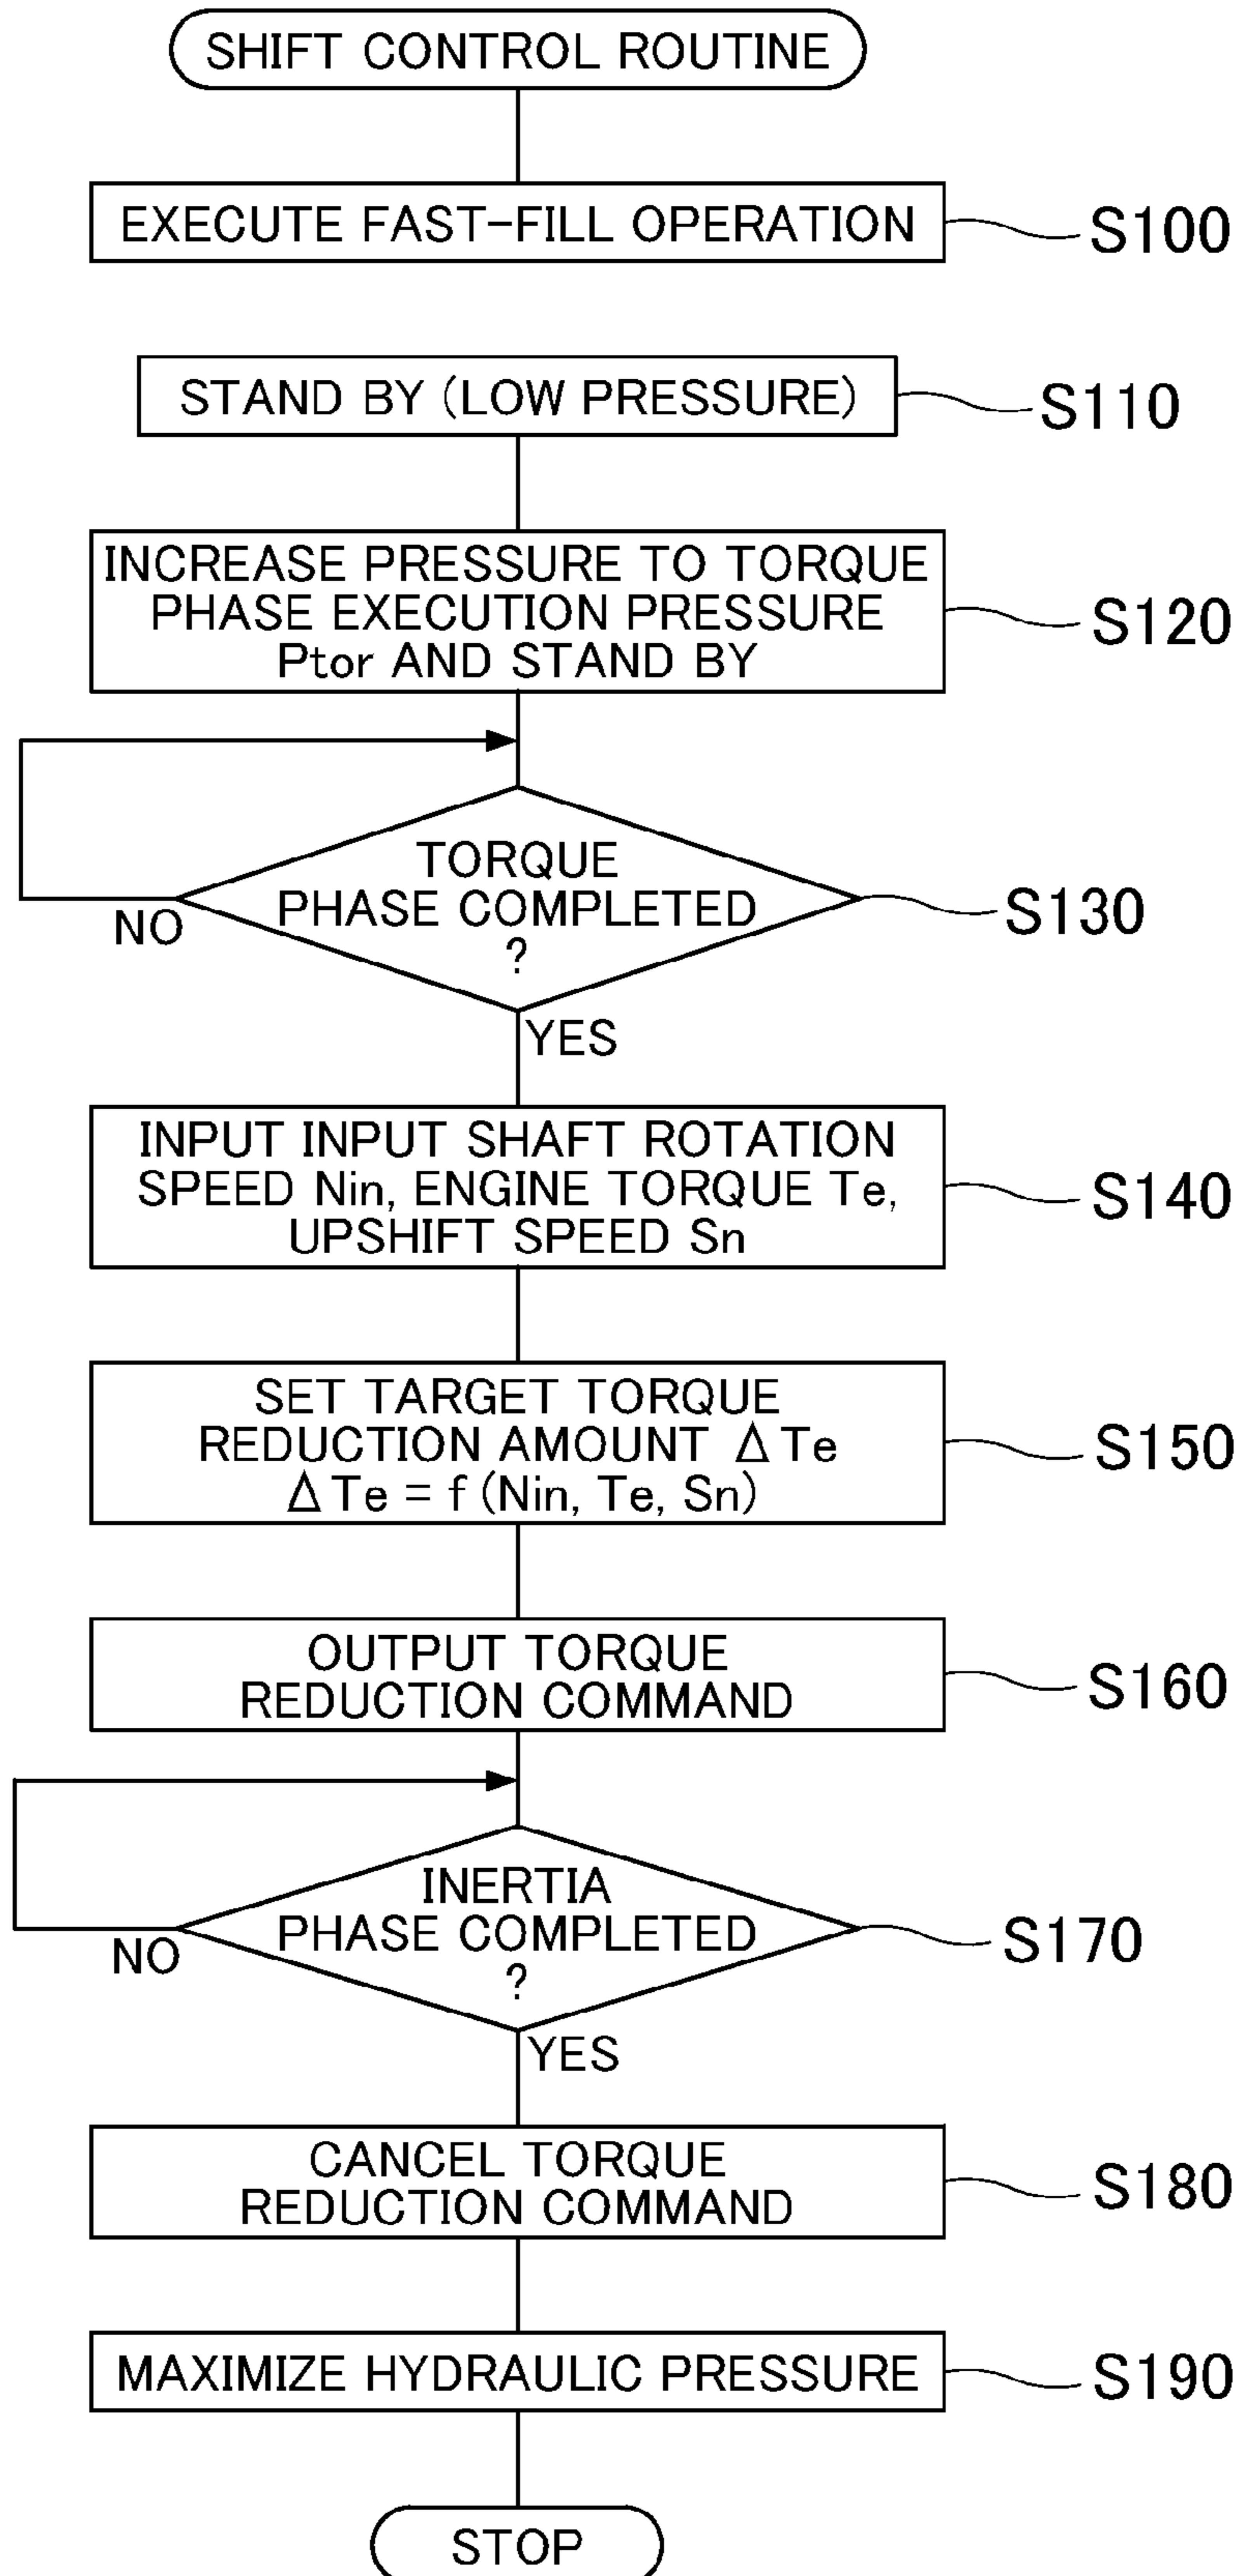 SHIFT CONTROL ROUTINE
EXECUTE FAST-FILL OPERATION
S100
STAND BY (LOW PRESSURE)
S110
INCREASE PRESSURE TO TORQUE
PHASE EXECUTION PRESSURE
Ptor AND STAND BY
S120
TORQUE
PHASE COMPLETED
?
S130
NO
YES
INPUT INPUT SHAFT ROTATION
SPEED Nin, ENGINE TORQUE Te,
UPSHIFT SPEED Sn
S140
SET TARGET TORQUE
REDUCTION AMOUNT ΔTe
ΔTe = f (Nin, Te, Sn)
S150
OUTPUT TORQUE
REDUCTION COMMAND
S160
INERTIA
PHASE COMPLETED
?
S170
NO
YES
CANCEL TORQUE
REDUCTION COMMAND
S180
MAXIMIZE HYDRAULIC PRESSURE
S190
STOP